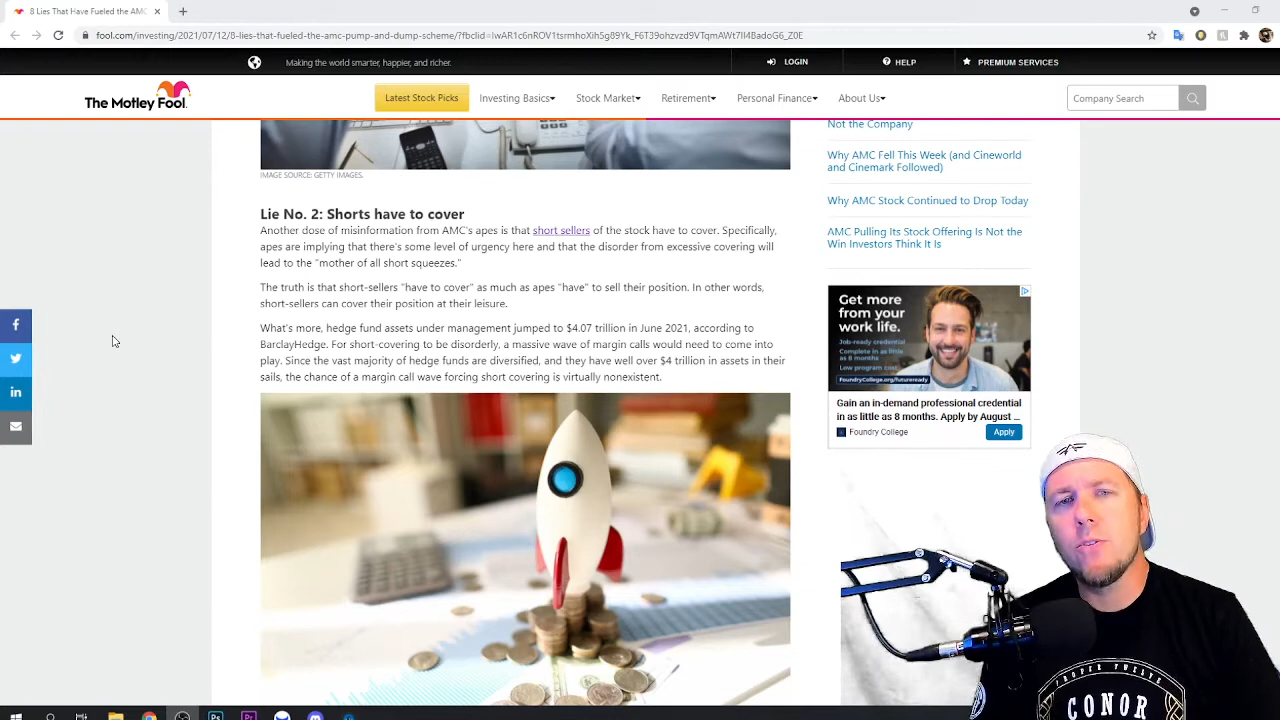 8 Lies That Have Fueled the AMC
fool.com/investing/2021/07/12/8-lies-that-fueled-the-amc-pump-and-dump-scheme/?fbclid=IwAR1c6nROV1tsrmhoXih5g89Yk_F6T39ohzvzd9VTqmAWt7lI4BadoG6_Z0E
Making the world smarter, happier, and richer.
LOGIN
HELP
PREMIUM SERVICES
The Motley Fool.
Latest Stock Picks
Investing Basics
Stock Market
Retirement
Personal Finance
About Us
Company Search
IMAGE SOURCE: GETTY IMAGES.
Lie No. 2: Shorts have to cover
Another dose of misinformation from AMC's apes is that short sellers of the stock have to cover. Specifically,
apes are implying that there's some level of urgency here and that the disorder from excessive covering will
lead to the "mother of all short squeezes."
The truth is that short-sellers "have to cover" as much as apes "have" to sell their position. In other words,
short-sellers can cover their position at their leisure.
What's more, hedge fund assets under management jumped to $4.07 trillion in June 2021, according to
BarclayHedge. For short-covering to be disorderly, a massive wave of margin calls would need to come into
play. Since the vast majority of hedge funds are diversified, and they have well over $4 trillion in assets in their
sails, the chance of a margin call wave forcing short covering is virtually nonexistent.
Not the Company
Why AMC Fell This Week (and Cineworld
and Cinemark Followed)
Why AMC Stock Continued to Drop Today
AMC Pulling Its Stock Offering Is Not the
Win Investors Think It Is
Get more
from your
work life.
Job-ready credential
Complete in as little
as 8 months.
Low program cost
FoundryCollege.org/futureready
Gain an in-demand professional credential
in as little as 8 months. Apply by August ...
Foundry College
Apply
PROPER TWELVE
CONOR